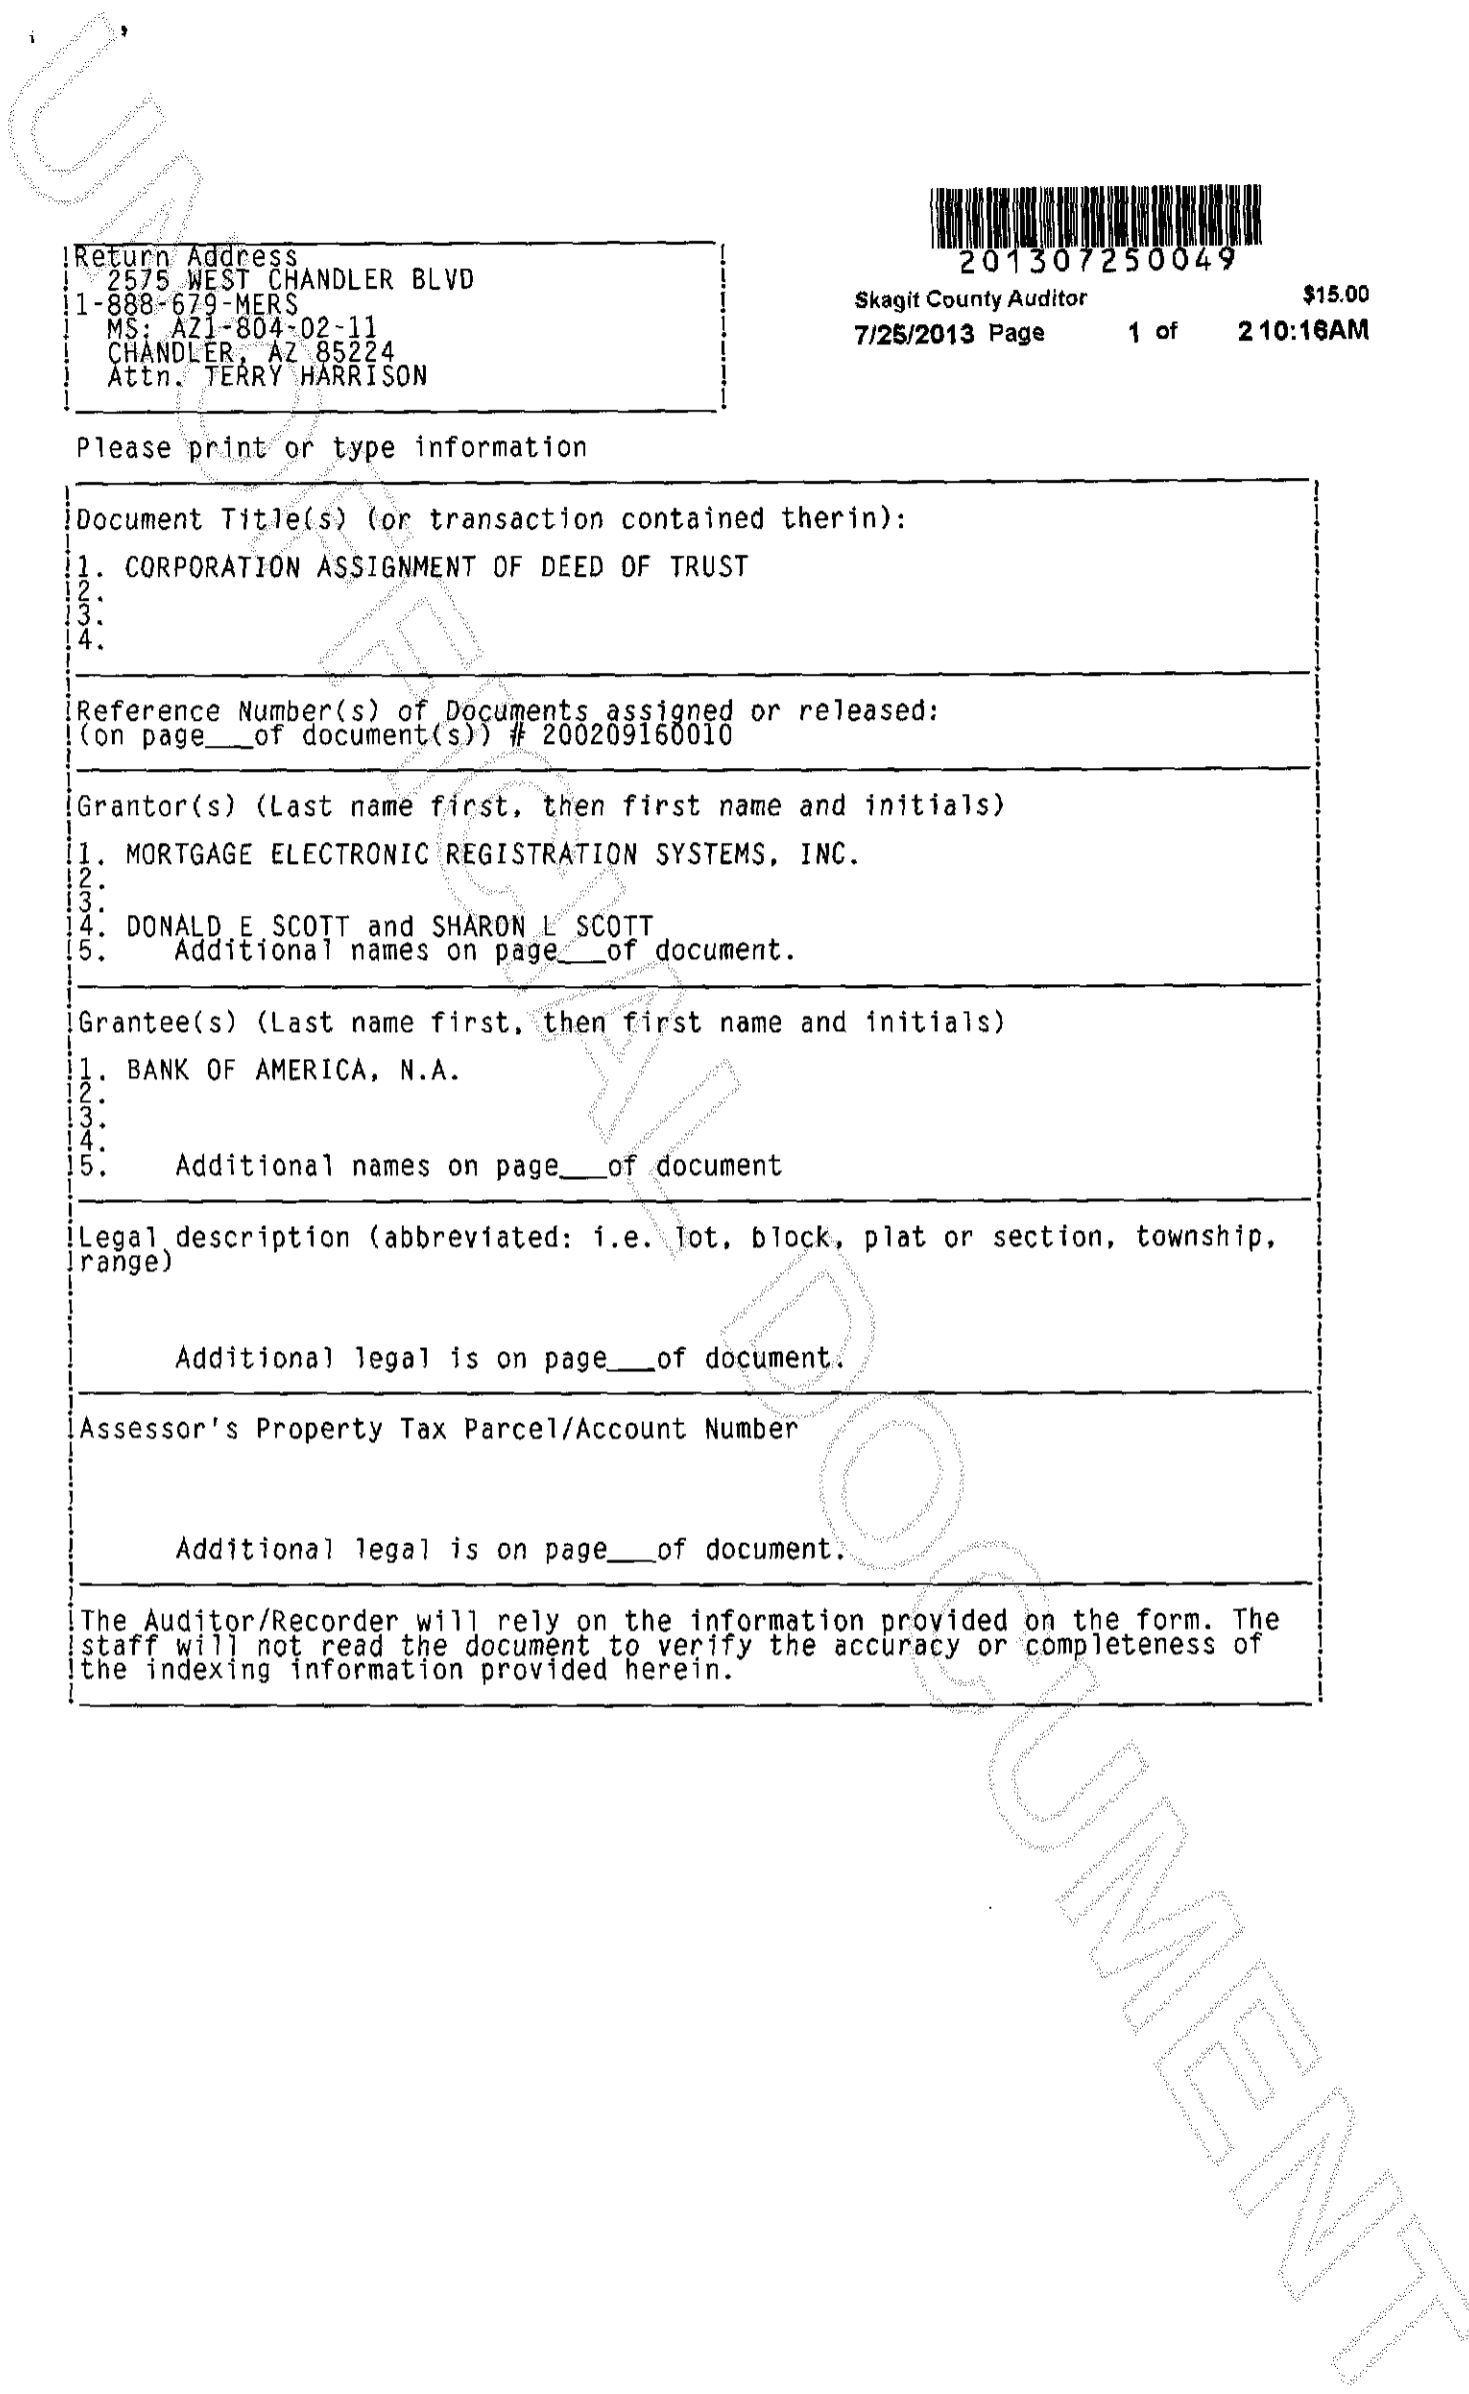 201307250049
Skagit County Auditor $15.00
7/25/2013 Page 1 of 2 10:16AM
Return Address
2575 WEST CHANDLER BLVD
1-888-679-MERS
MS: AZ1-804-02-11
CHANDLER, AZ 85224
Attn. TERRY HARRISON
Please print or type information
Document Title(s) (or transaction contained therin):
1. CORPORATION ASSIGNMENT OF DEED OF TRUST
2.
3.
4.
Reference Number(s) of Documents assigned or released:
(on page___of document(s)) # 200209160010
Grantor(s) (Last name first, then first name and initials)
1. MORTGAGE ELECTRONIC REGISTRATION SYSTEMS, INC.
2.
3.
4. DONALD E SCOTT and SHARON L SCOTT
5. Additional names on page___of document.
Grantee(s) (Last name first, then first name and initials)
1. BANK OF AMERICA, N.A.
2.
3.
4.
5. Additional names on page___of document
Legal description (abbreviated: i.e. lot, block, plat or section, township,
range)
Additional legal is on page___of document.
Assessor's Property Tax Parcel/Account Number
Additional legal is on page___of document.
The Auditor/Recorder will rely on the information provided on the form. The
staff will not read the document to verify the accuracy or completeness of
the indexing information provided herein.
UNOFFICIAL DOCUMENT